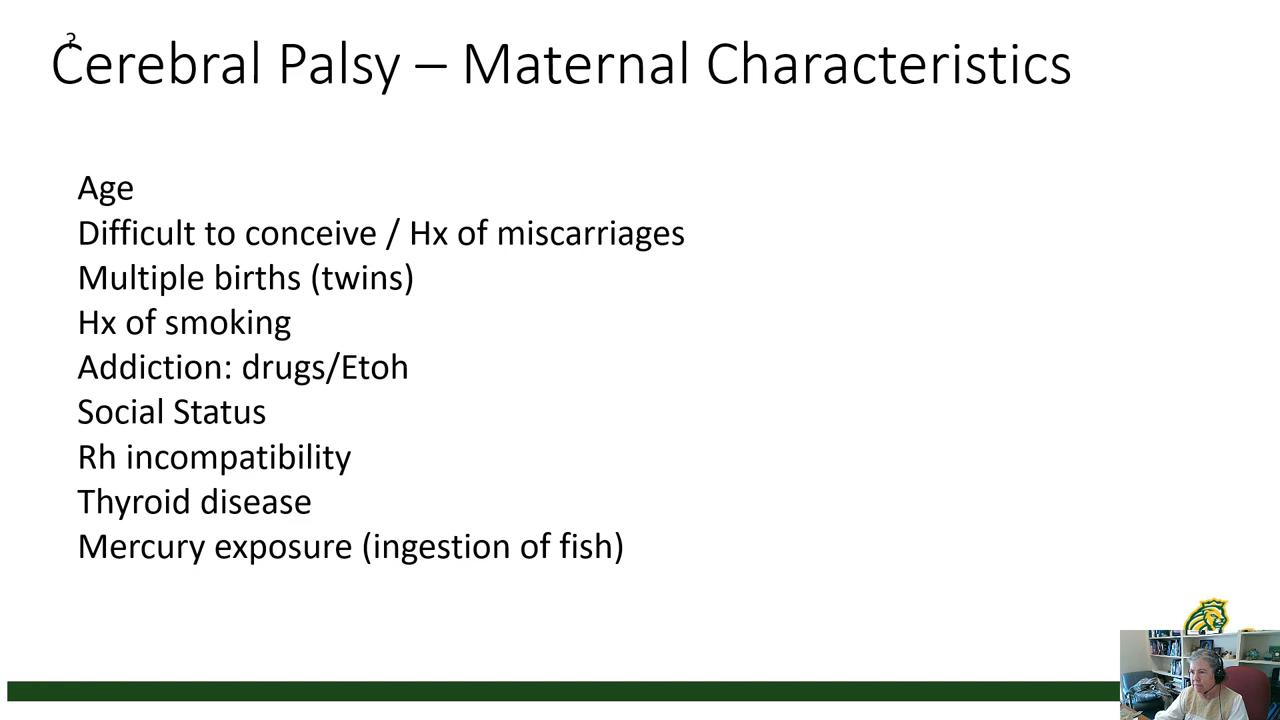 Cerebral Palsy – Maternal Characteristics
Age
Difficult to conceive / Hx of miscarriages
Multiple births (twins)
Hx of smoking
Addiction: drugs/Etoh
Social Status
Rh incompatibility
Thyroid disease
Mercury exposure (ingestion of fish)